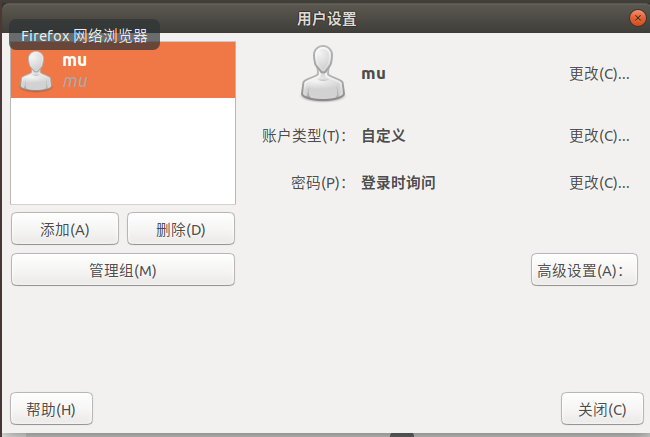 用户设置
Firefox 网络浏览器
mu
mu
mu
更改(C)...
账户类型(T):
自定义
更改(C)...
密码(P):
登录时询问
更改(C)...
添加(A)
删除(D)
管理组(M)
高级设置(A):
帮助(H)
关闭(C)